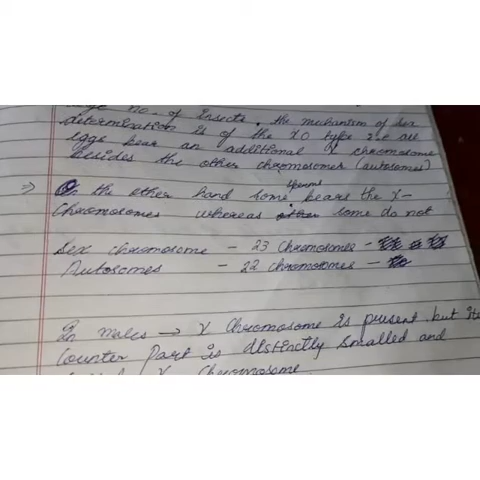 large no. of Insects. the mechanism of sex
determination is of the XO type i.e all
eggs bear an additional X chromosome
besides the other chromosomes (autosomes)
⇒ On the other hand some sperms bears the X-
Chromosomes whereas some do not
Sex chromosome - 23 Chromosomes -
Autosomes - 22 chromosomes -
In males → X Chromosome is present but its
Counter Part is distinctly smalled and
Chromosome